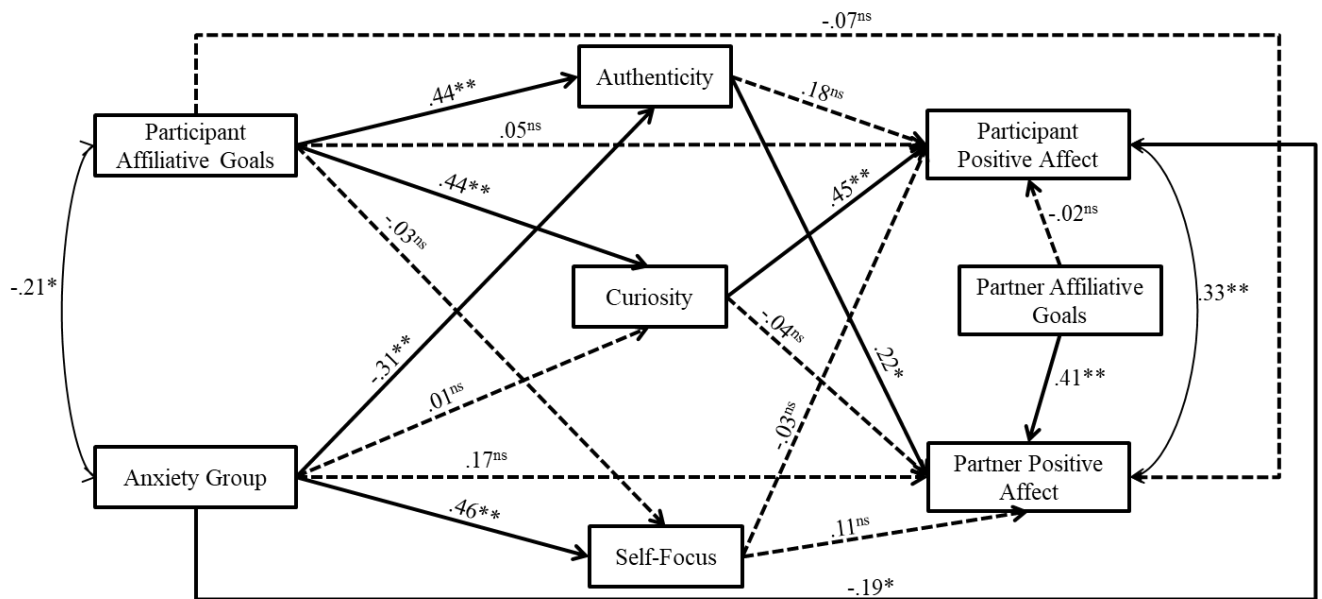 -.07ns
Authenticity
.44**
.18ns
Participant
Affiliative Goals
.05ns
Participant
Positive Affect
.44**
.45**
-.03ns
-.02ns
-.21*
Curiosity
Partner Affiliative
Goals
.33**
-.04ns
-.31**
.22*
.41**
.01ns
-.03ns
Anxiety Group
.17ns
Partner Positive
Affect
.46**
.11ns
Self-Focus
-.19*